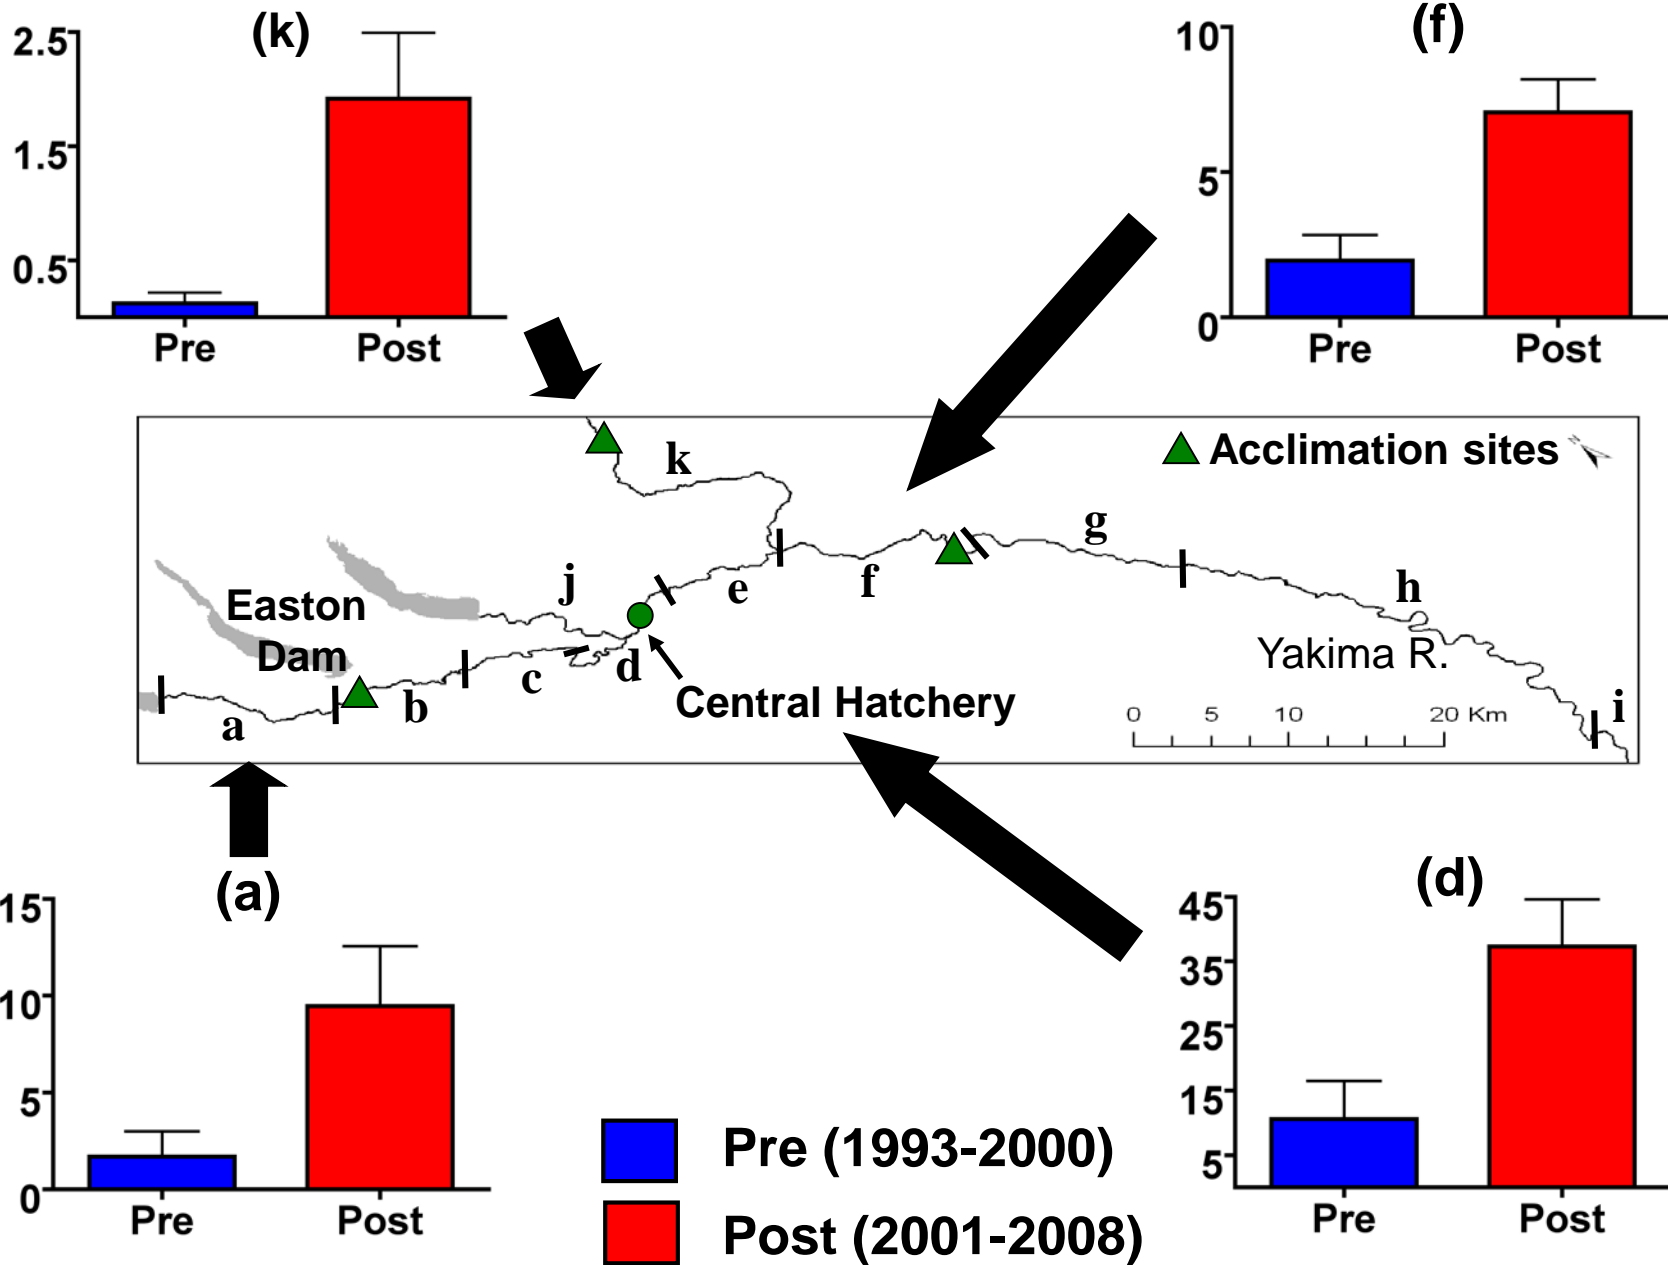 (k)
2.5
1.5
0.5
Pre Post
(f)
10
5
0
Pre Post
Acclimation sites
N
k
g
j
e
f
h
Easton
Dam
Yakima R.
c
d
b
a
i
Central Hatchery
0 5 10 20 Km
(a)
15
10
5
0
Pre Post
(d)
45
35
25
15
5
Pre Post
Pre (1993-2000)
Post (2001-2008)